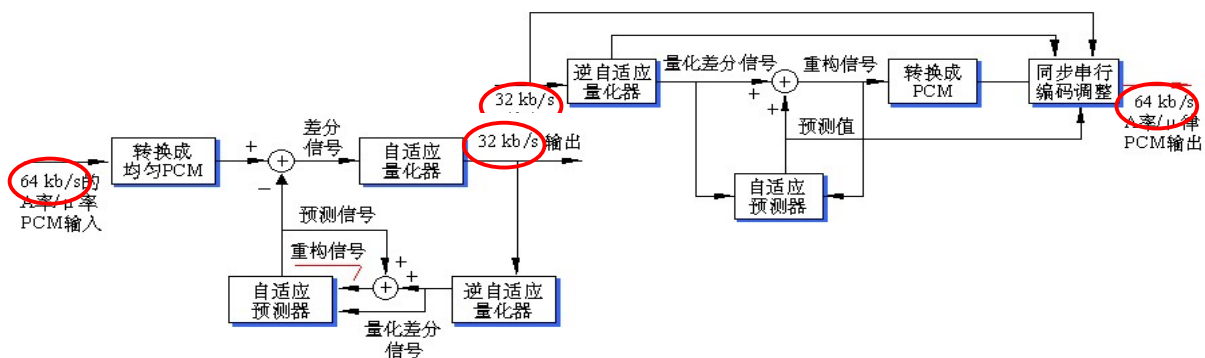 32 kb/s
逆自适应
量化器
量化差分信号
+
+
重构信号
转换成
PCM
同步串行
编码调整
64 kb/s
A率/μ律
PCM输出
预测值
自适应
预测器
64 kb/s的
A率/μ率
PCM输入
转换成
均匀PCM
+
−
差分
信号
自适应
量化器
32 kb/s 输出
预测信号
重构信号
+
+
自适应
预测器
逆自适应
量化器
量化差分
信号